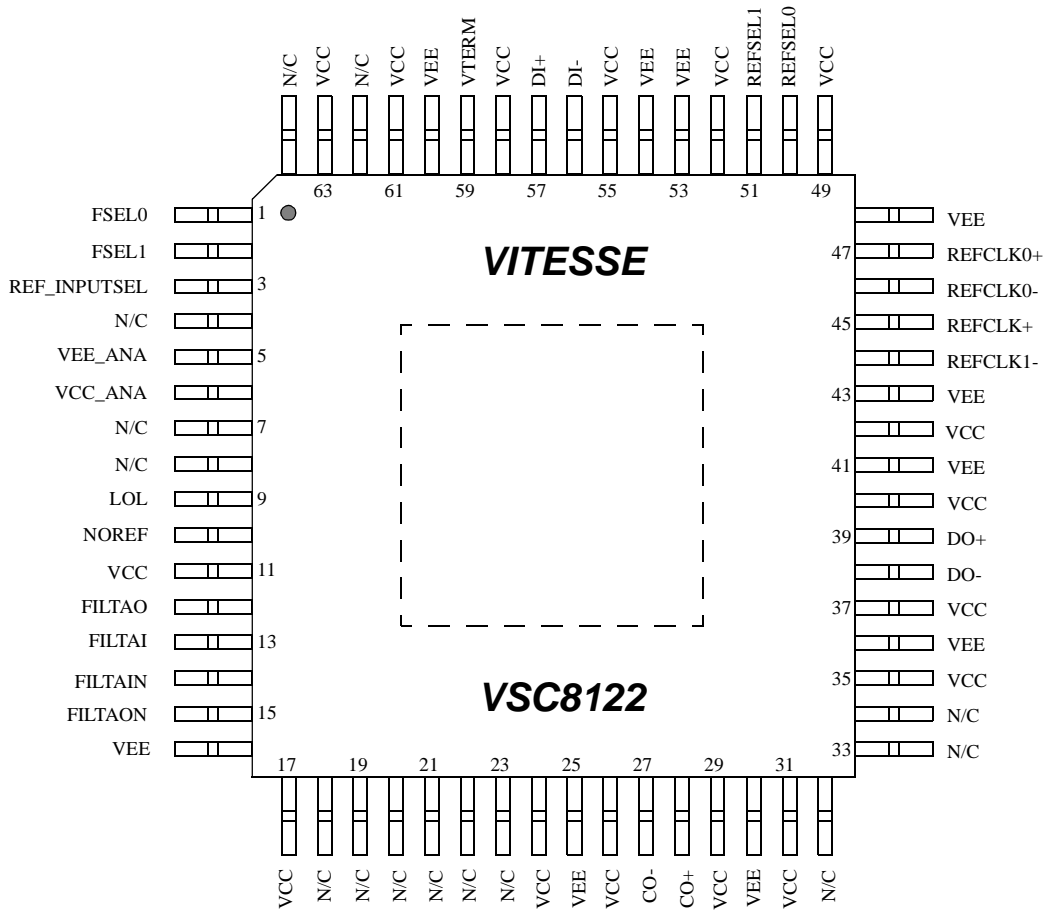 N/C VCC N/C VCC VEE VTERM VCC DI+ DI- VCC VEE VEE VCC REFSEL1 REFSEL0 VCC
63 61 59 57 55 53 51 49
FSEL0 1
FSEL1
REF_INPUTSEL 3
N/C
VEE_ANA 5
VCC_ANA
N/C 7
N/C
LOL 9
NOREF
VCC 11
FILTAO
FILTAI 13
FILTAIN
FILTAON 15
VEE
VITESSE
VSC8122
VEE
47 REFCLK0+
REFCLK0-
45 REFCLK+
REFCLK1-
43 VEE
VCC
41 VEE
VCC
39 DO+
DO-
37 VCC
VEE
35 VCC
N/C
33 N/C
17 19 21 23 25 27 29 31
VCC N/C N/C N/C N/C N/C N/C VCC VEE VCC CO- CO+ VCC VEE VCC N/C